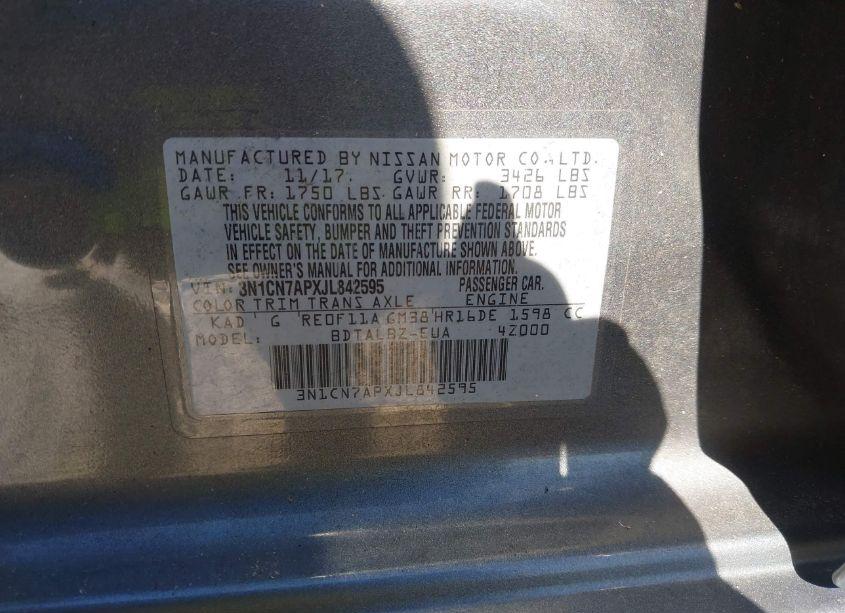 MANUFACTURED BY NISSAN MOTOR CO.,LTD.
DATE: 11/17 GVWR: 3426 LBS
GAWR FR: 1750 LBS GAWR RR: 1708 LBS
THIS VEHICLE CONFORMS TO ALL APPLICABLE FEDERAL MOTOR
VEHICLE SAFETY, BUMPER AND THEFT PREVENTION STANDARDS
IN EFFECT ON THE DATE OF MANUFACTURE SHOWN ABOVE.
SEE OWNER'S MANUAL FOR ADDITIONAL INFORMATION.
VIN: 3N1CN7APXJL842595 PASSENGER CAR.
COLOR TRIM TRANS AXLE ENGINE
KAD G RE0F11A GM38 HR16DE 1598 CC
MODEL: BDTALBZ-EUA 4Z000
3N1CN7APXJL842595